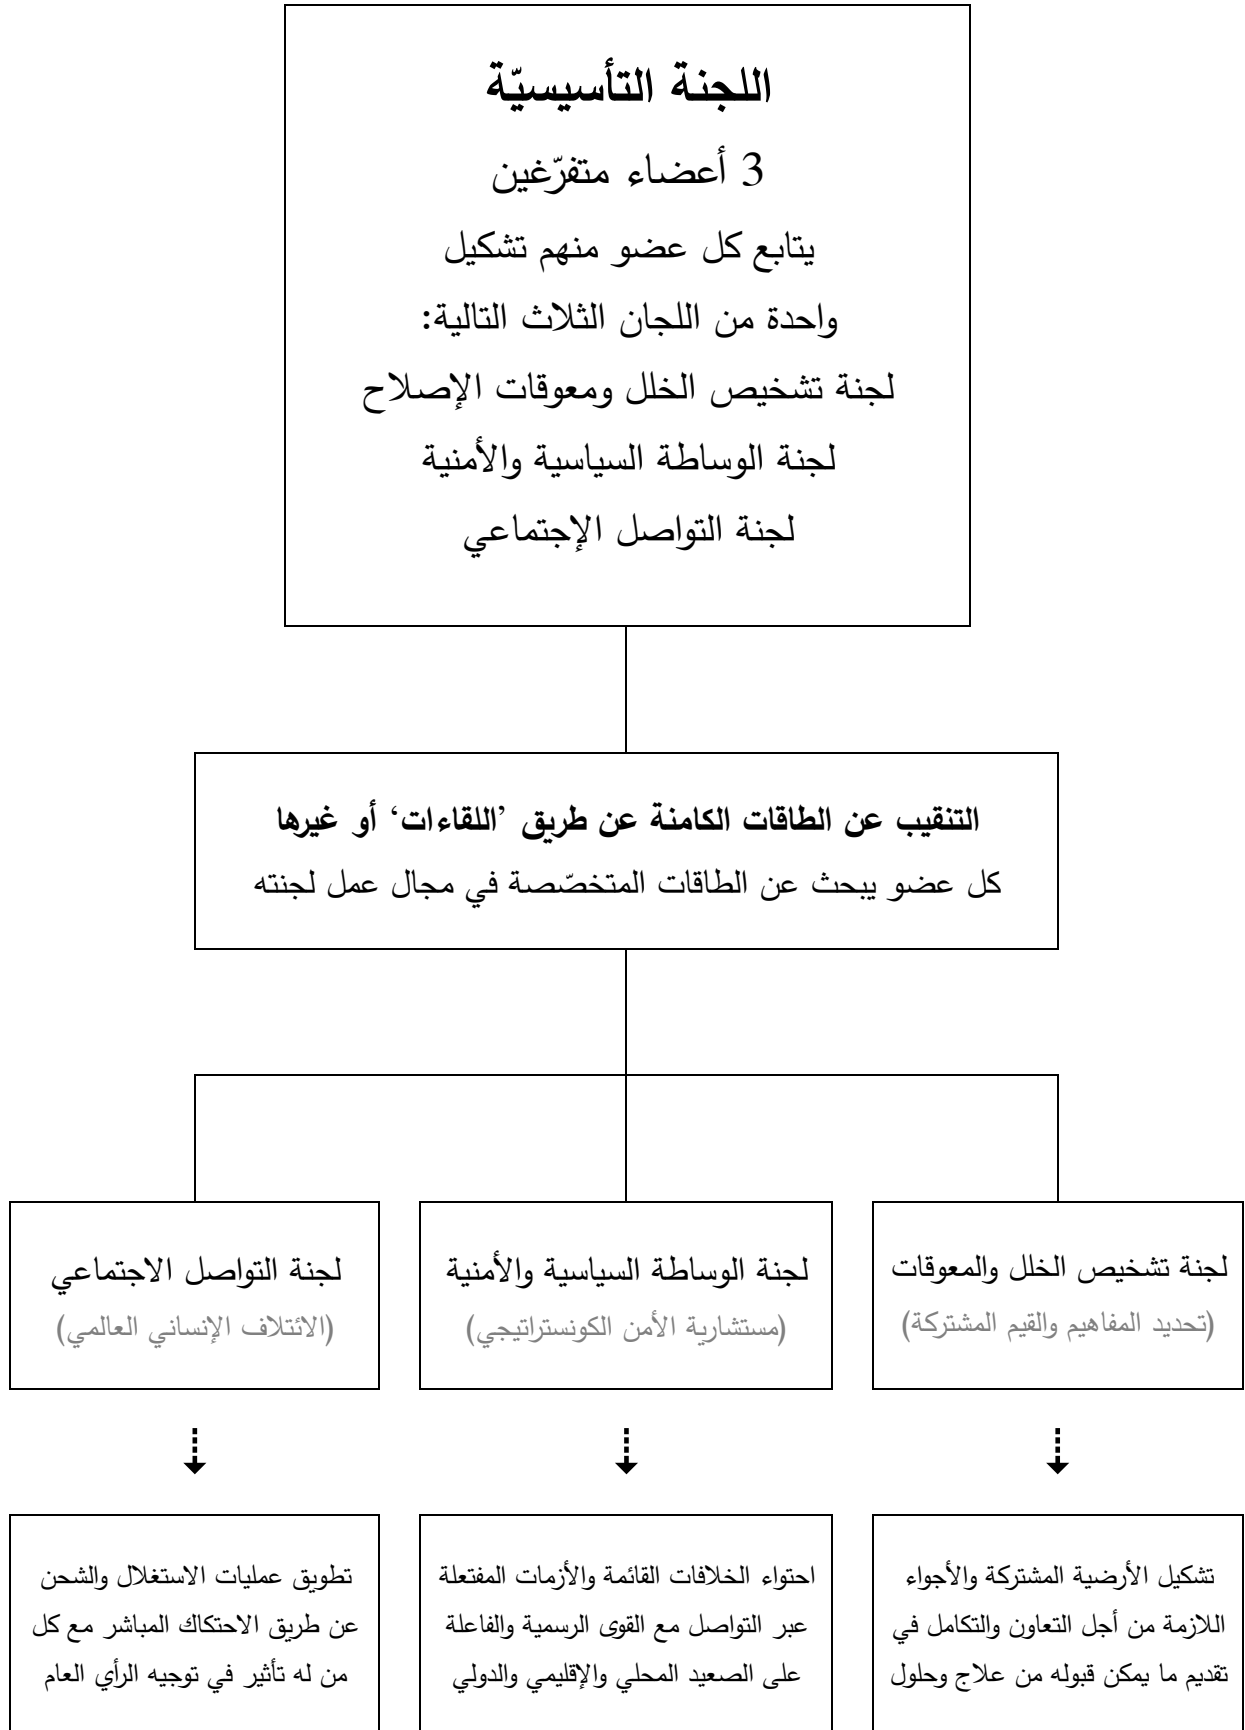 اللجنة التأسيسيّة
3 أعضاء متفرّغين
يتابع كل عضو منهم تشكيل
واحدة من اللجان الثلاث التالية:
لجنة تشخيص الخلل ومعوقات الإصلاح
لجنة الوساطة السياسية والأمنية
لجنة التواصل الإجتماعي
التنقيب عن الطاقات الكامنة عن طريق ’اللقاءات‘ أو غيرها
كل عضو يبحث عن الطاقات المتخصّصة في مجال عمل لجنته
لجنة تشخيص الخلل والمعوقات
(تحديد المفاهيم والقيم المشتركة)
لجنة الوساطة السياسية والأمنية
(مستشارية الأمن الكونستراتيجي)
لجنة التواصل الاجتماعي
(الائتلاف الإنساني العالمي)
تشكيل الأرضية المشتركة والأجواء
اللازمة من أجل التعاون والتكامل في
تقديم ما يمكن قبوله من علاج وحلول
احتواء الخلافات القائمة والأزمات المفتعلة
عبر التواصل مع القوى الرسمية والفاعلة
على الصعيد المحلي والإقليمي والدولي
تطويق عمليات الاستغلال والشحن
عن طريق الاحتكاك المباشر مع كل
من له تأثير في توجيه الرأي العام